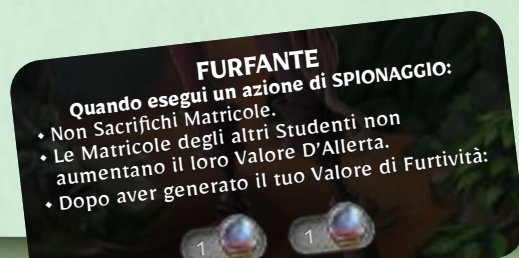 FURFANTE
Quando esegui un azione di SPIONAGGIO:
• Non Sacrifichi Matricole.
• Le Matricole degli altri Studenti non
aumentano il loro Valore D'Allerta.
• Dopo aver generato il tuo Valore di Furtività:
1 1